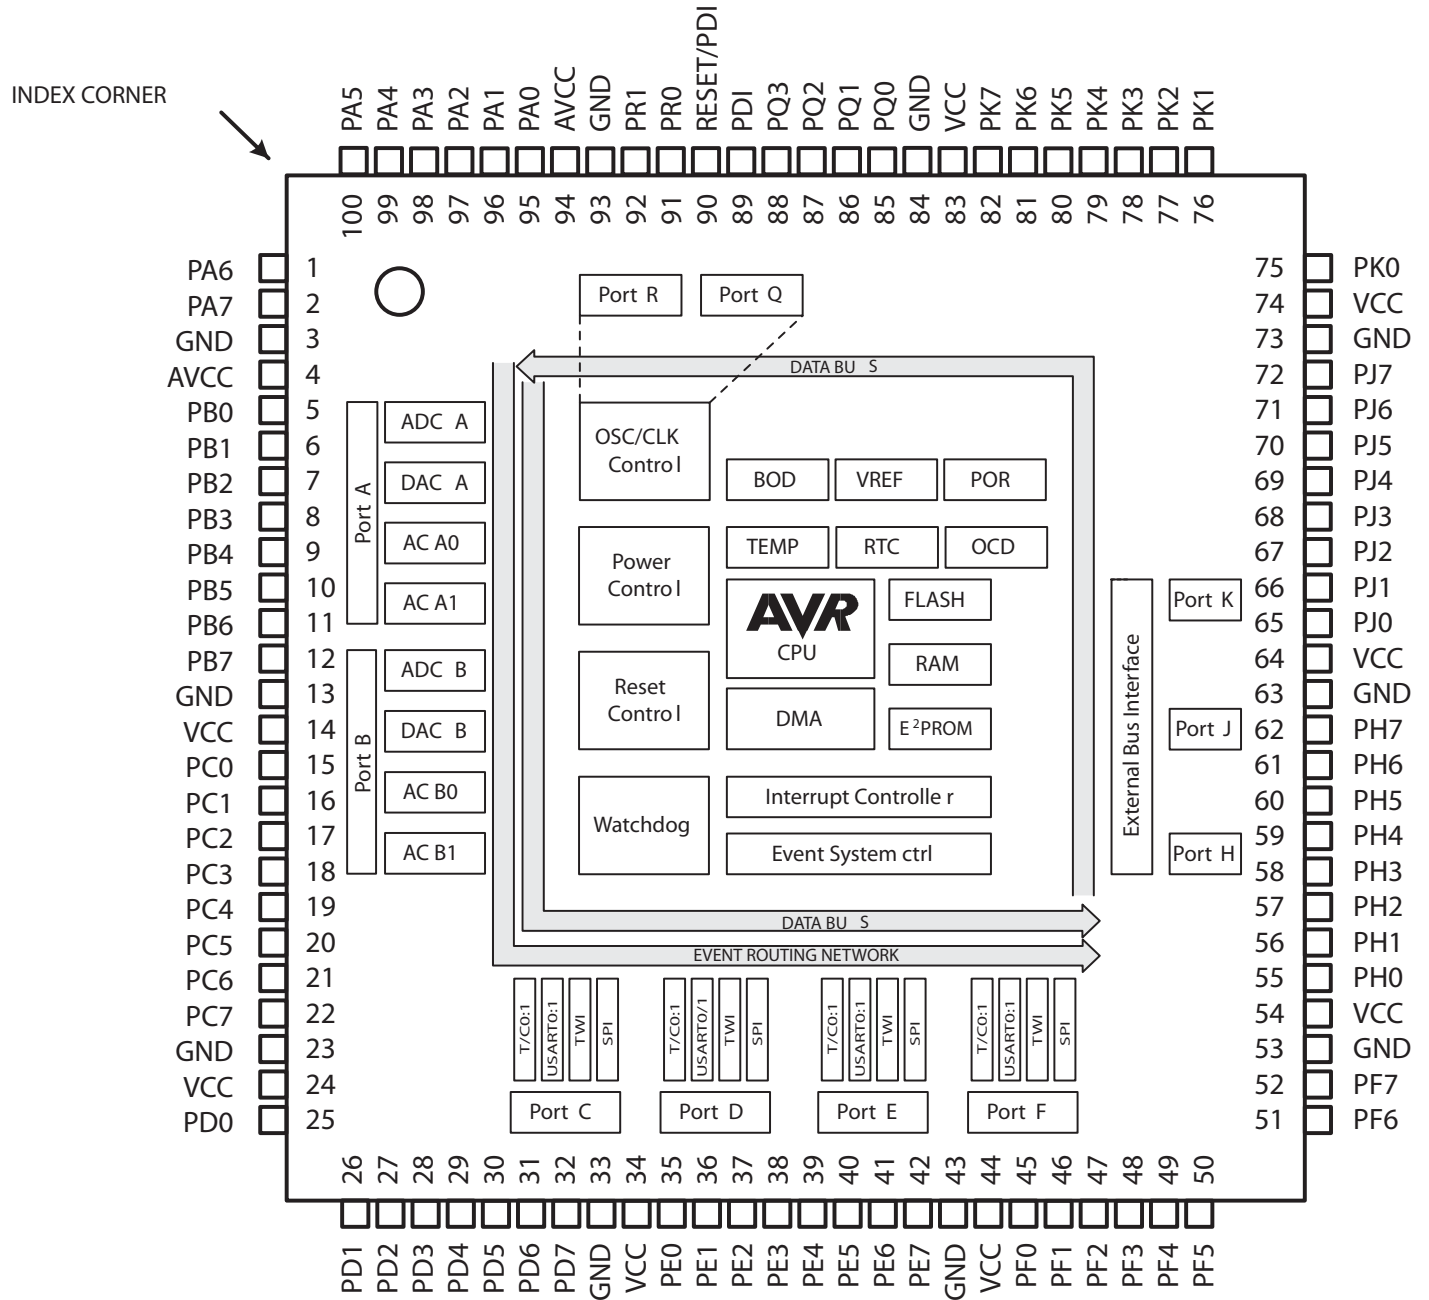 INDEX CORNER
PA5 PA4 PA3 PA2 PA1 PA0 AVCC GND PR1 PR0 RESET/PDI PDI PQ3 PQ2 PQ1 PQ0 GND VCC PK7 PK6 PK5 PK4 PK3 PK2 PK1
100 99 98 97 96 95 94 93 92 91 90 89 88 87 86 85 84 83 82 81 80 79 78 77 76
PA6 1
PA7 2
GND 3
AVCC 4
PB0 5
PB1 6
PB2 7
PB3 8
PB4 9
PB5 10
PB6 11
PB7 12
GND 13
VCC 14
PC0 15
PC1 16
PC2 17
PC3 18
PC4 19
PC5 20
PC6 21
PC7 22
GND 23
VCC 24
PD0 25
Port R
Port Q
DATA BU S
Port A
ADC A
DAC A
AC A0
AC A1
Port B
ADC B
DAC B
AC B0
AC B1
OSC/CLK
Control
Power
Control
Reset
Control
Watchdog
BOD
VREF
POR
TEMP
RTC
OCD
AVR
CPU
FLASH
RAM
DMA
E2PROM
Interrupt Controlle r
Event System ctrl
External Bus Interface
Port K
Port J
Port H
DATA BU S
EVENT ROUTING NETWORK
T/C0:1 USART0:1 TWI SPI
T/C0:1 USART0/1 TWI SPI
T/C0:1 USART0:1 TWI SPI
T/C0:1 USART0:1 TWI SPI
Port C
Port D
Port E
Port F
75 PK0
74 VCC
73 GND
72 PJ7
71 PJ6
70 PJ5
69 PJ4
68 PJ3
67 PJ2
66 PJ1
65 PJ0
64 VCC
63 GND
62 PH7
61 PH6
60 PH5
59 PH4
58 PH3
57 PH2
56 PH1
55 PH0
54 VCC
53 GND
52 PF7
51 PF6
26 27 28 29 30 31 32 33 34 35 36 37 38 39 40 41 42 43 44 45 46 47 48 49 50
PD1 PD2 PD3 PD4 PD5 PD6 PD7 GND VCC PE0 PE1 PE2 PE3 PE4 PE5 PE6 PE7 GND VCC PF0 PF1 PF2 PF3 PF4 PF5